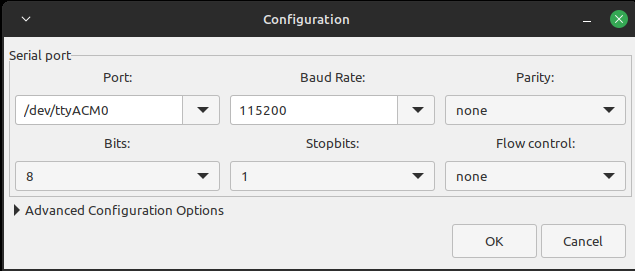 Configuration
Serial port
Port: Baud Rate: Parity:
/dev/ttyACM0 115200 none
Bits: Stopbits: Flow control:
8 1 none
Advanced Configuration Options
OK Cancel